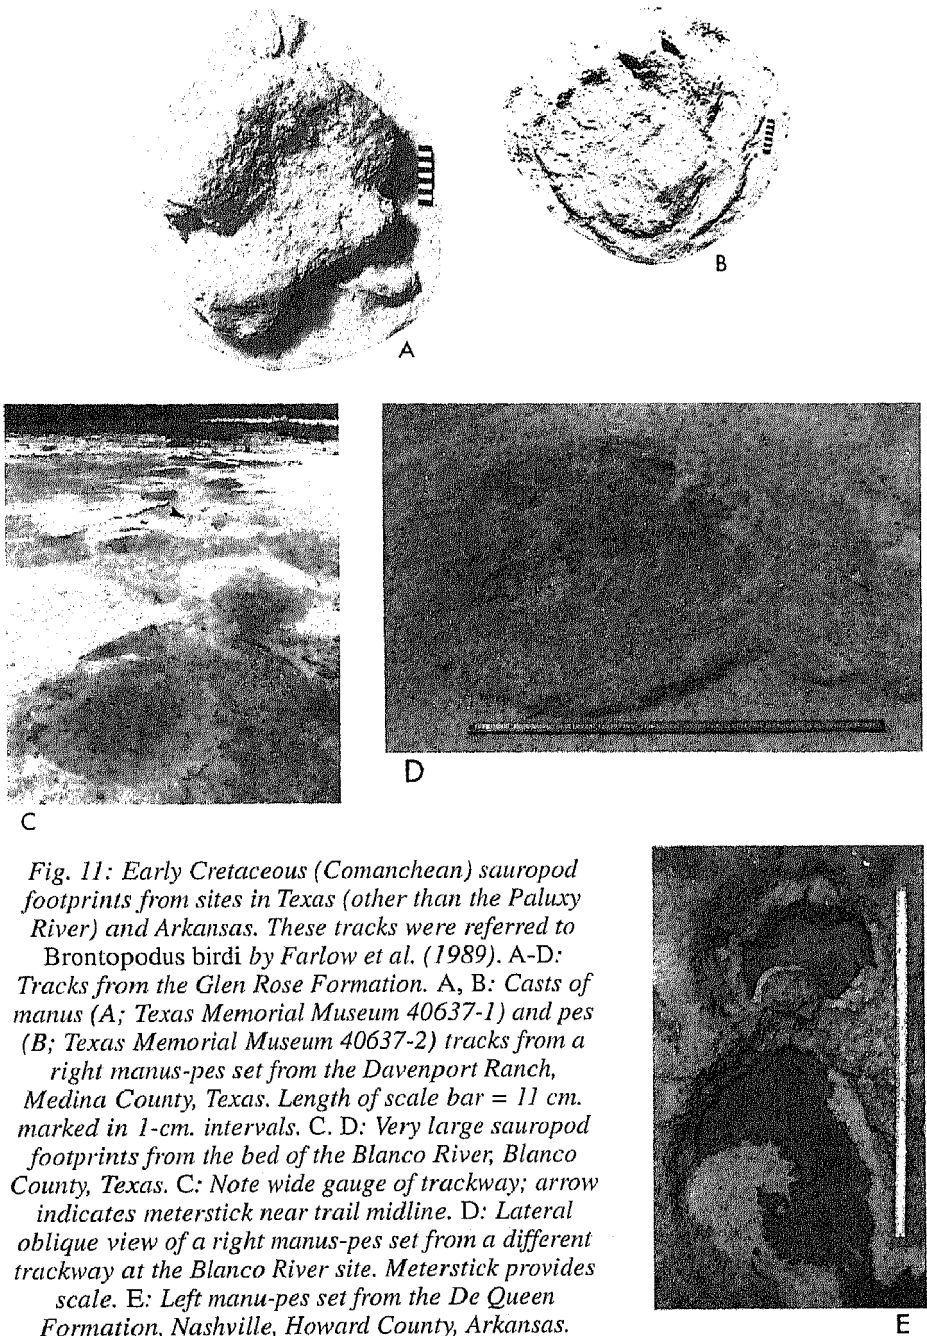 A
B
C
D
Fig. 11: Early Cretaceous (Comanchean) sauropod
footprints from sites in Texas (other than the Paluxy
River) and Arkansas. These tracks were referred to
Brontopodus birdi by Farlow et al. (1989). A-D:
Tracks from the Glen Rose Formation. A, B: Casts of
manus (A; Texas Memorial Museum 40637-1) and pes
(B; Texas Memorial Museum 40637-2) tracks from a
right manus-pes set from the Davenport Ranch,
Medina County, Texas. Length of scale bar = 11 cm.
marked in 1-cm. intervals. C. D: Very large sauropod
footprints from the bed of the Blanco River, Blanco
County, Texas. C: Note wide gauge of trackway; arrow
indicates meterstick near trail midline. D: Lateral
oblique view of a right manus-pes set from a different
trackway at the Blanco River site. Meterstick provides
scale. E: Left manu-pes set from the De Queen
Formation, Nashville, Howard County, Arkansas.
E